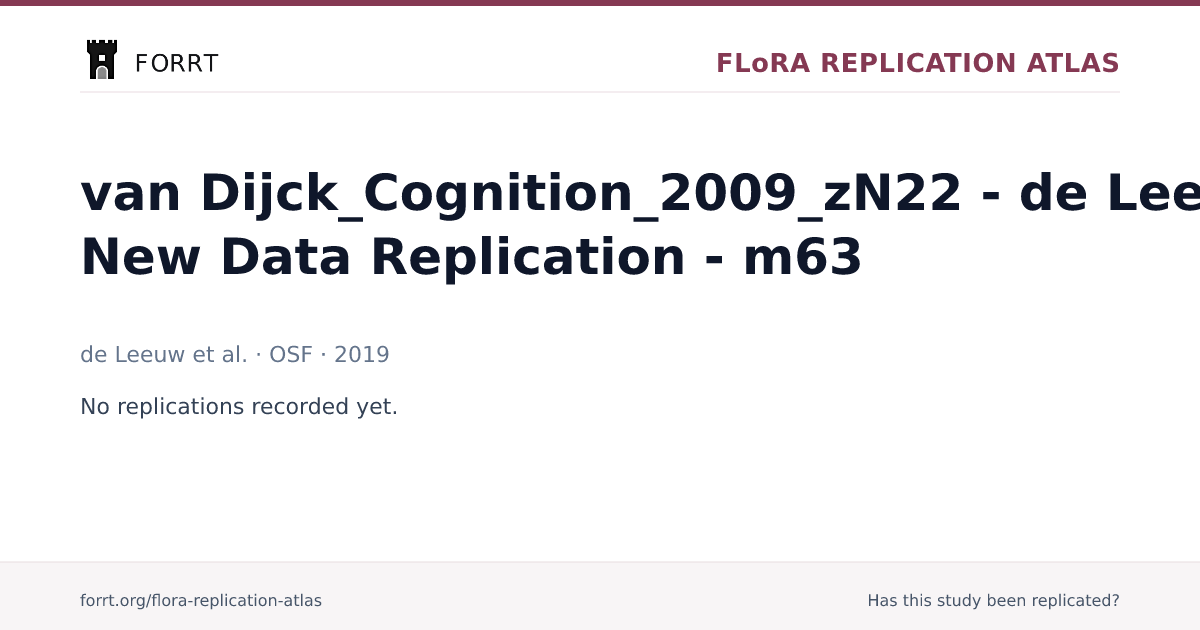 FORRT
FLoRA REPLICATION ATLAS
van Dijck_Cognition_2009_zN22 - de Lee
New Data Replication - m63
de Leeuw et al. · OSF · 2019
No replications recorded yet.
forrt.org/flora-replication-atlas
Has this study been replicated?